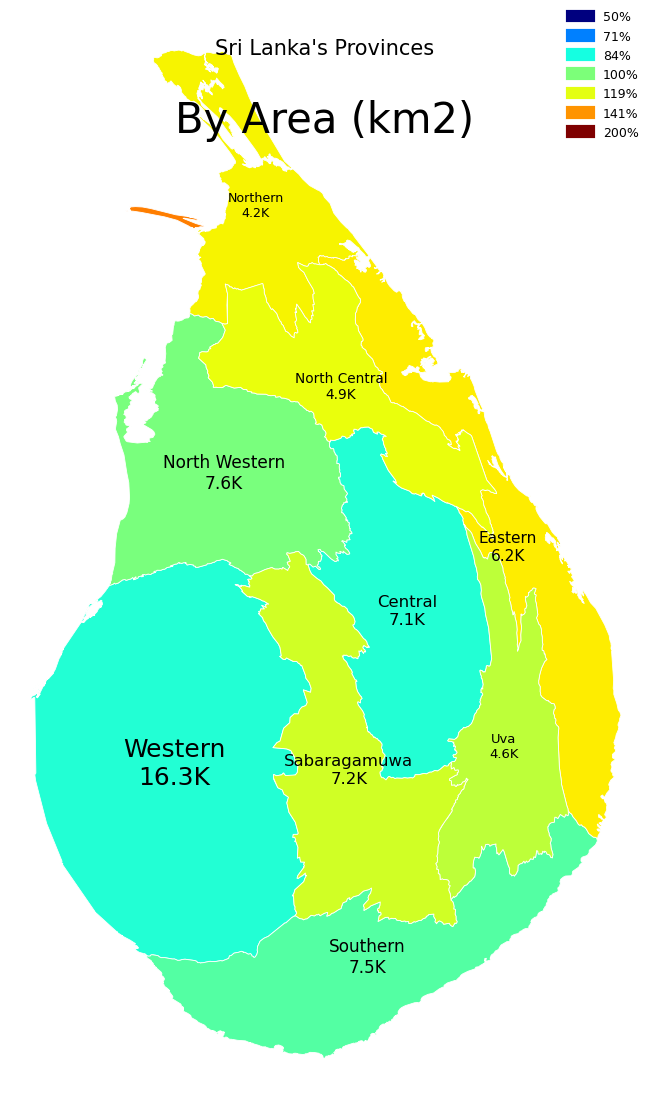 Sri Lanka's Provinces
By Area (km2)
50%
71%
84%
100%
119%
141%
200%
Northern
4.2K
North Central
4.9K
North Western
7.6K
Eastern
6.2K
Central
7.1K
Western
16.3K
Sabaragamuwa
7.2K
Uva
4.6K
Southern
7.5K